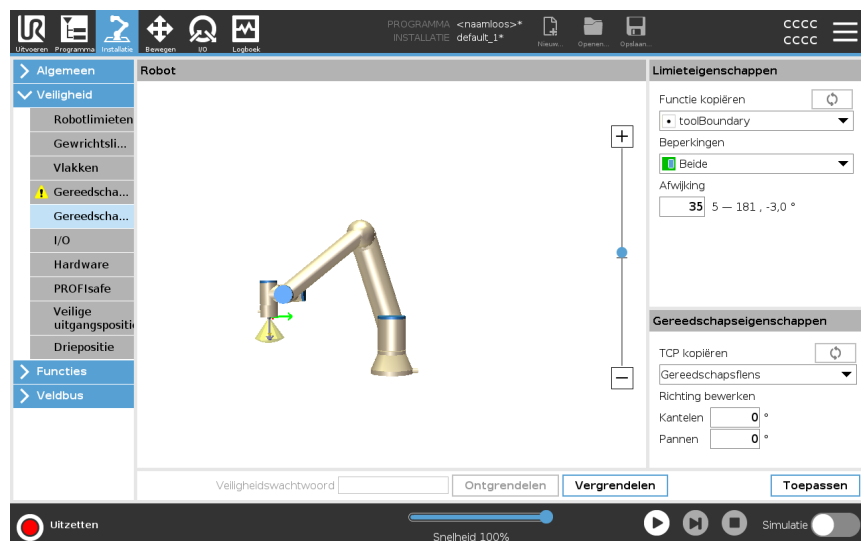 PROGRAMMA <naamloos>*
INSTALLATIE default_1*
CCCC
CCCC
Uitvoeren Programma Installatie Bewegen I/O Logboek Nieuw... Openen... Opslaan...
Algemeen
Veiligheid
Robotlimieten
Gewrichtsli...
Vlakken
Gereedscha...
Gereedscha...
I/O
Hardware
PROFIsafe
Veilige
uitgangspositi
Driepositie
Functies
Veldbus
Robot
Limieteigenschappen
Functie kopiëren
toolBoundary
Beperkingen
Beide
Afwijking
35 5 — 181 , -3,0 °
Gereedschapseigenschappen
TCP kopiëren
Gereedschapsflens
Richting bewerken
Kantelen 0 °
Pannen 0 °
Veiligheidswachtwoord Ontgrendelen Vergrendelen Toepassen
Uitzetten
Snelheid 100%
Simulatie